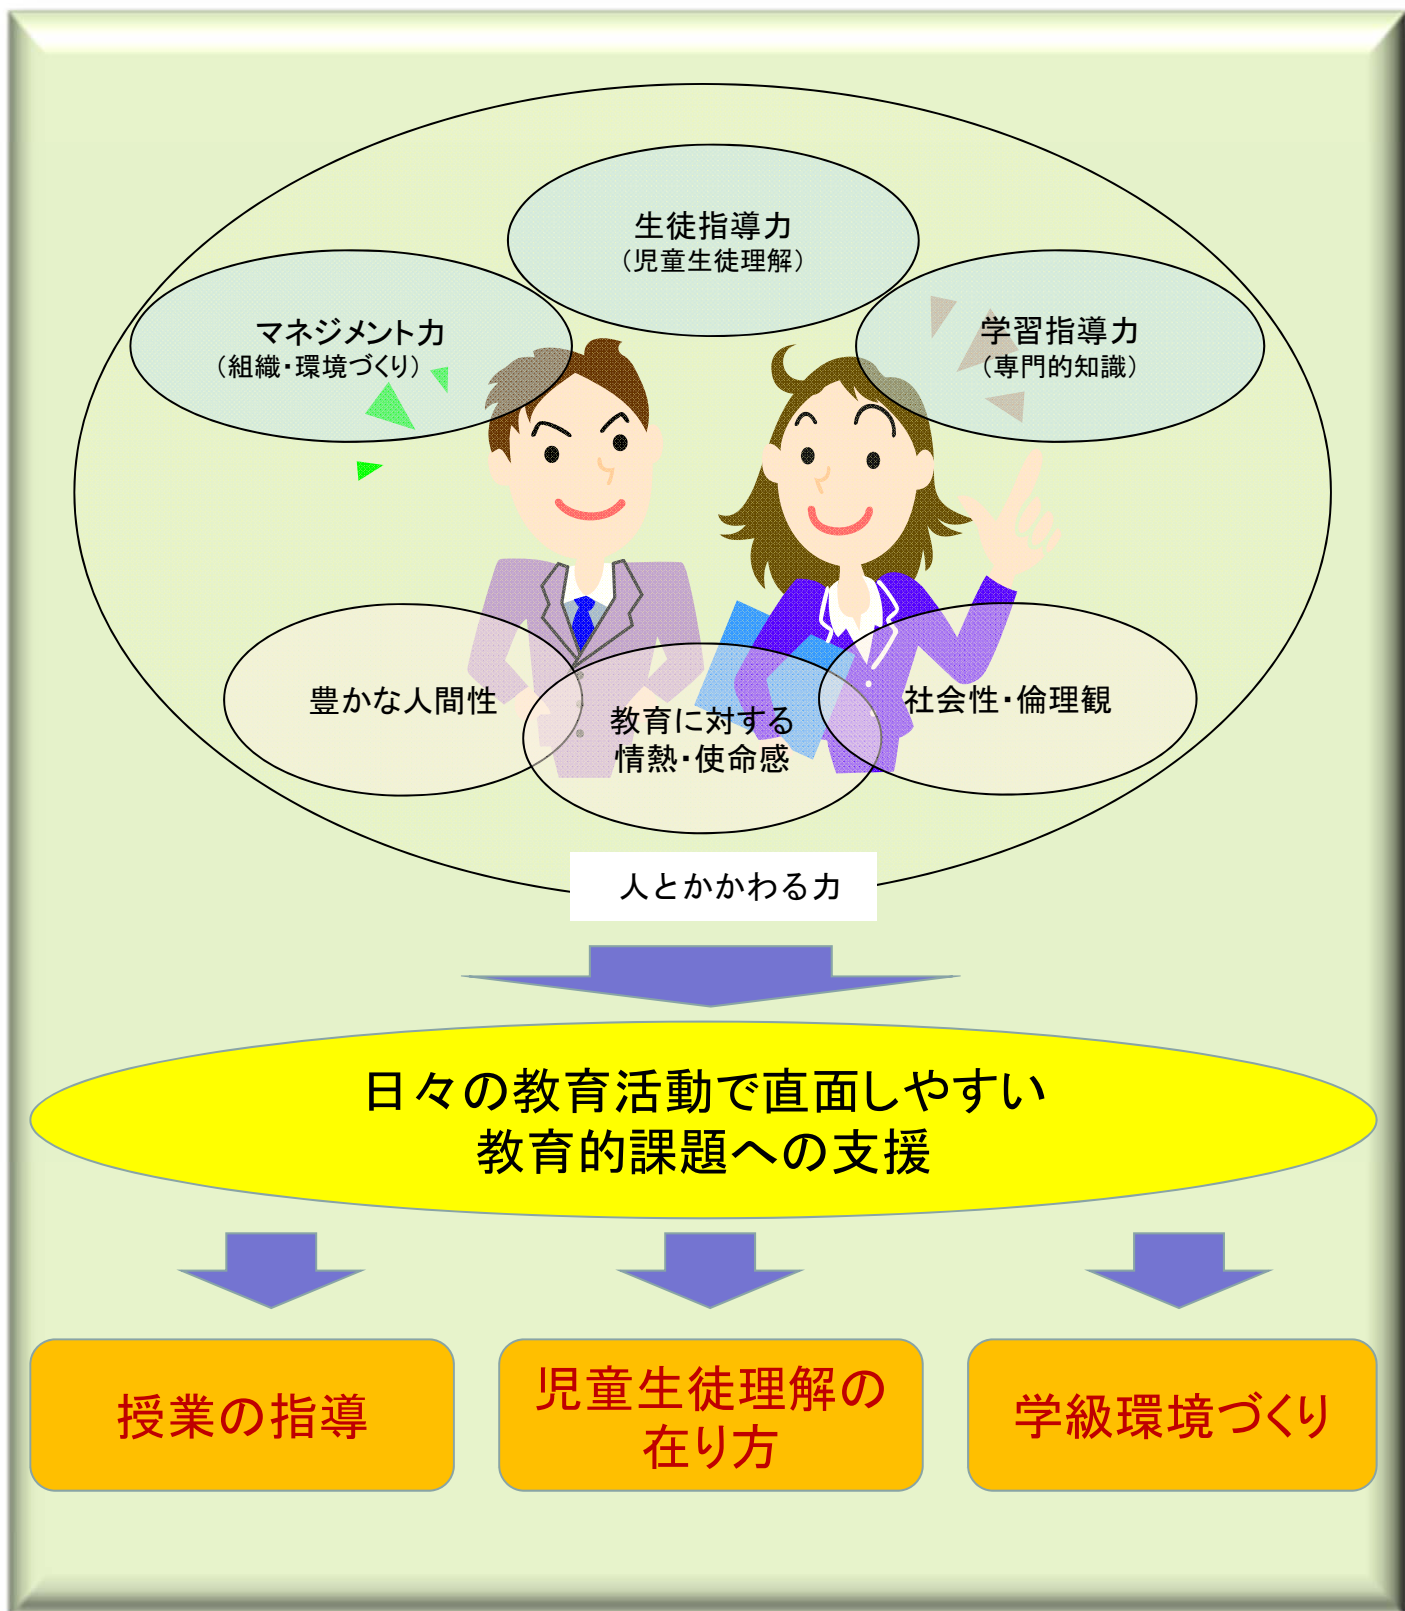 生徒指導力
（児童生徒理解）
マネジメント力
（組織・環境づくり）
学習指導力
（専門的知識）
豊かな人間性
教育に対する
情熱・使命感
社会性・倫理観
人とかかわる力
日々の教育活動で直面しやすい
教育的課題への支援
授業の指導
児童生徒理解の
在り方
学級環境づくり